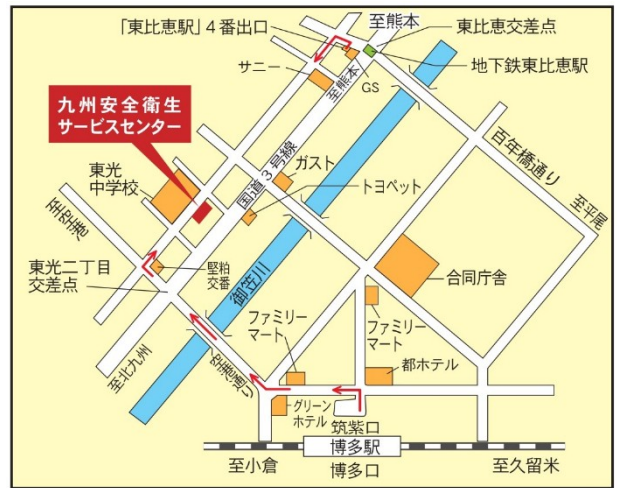 「東比恵駅」4番出口
至熊本
東比恵交差点
地下鉄東比恵駅
サニー
GS
至熊本
九州安全衛生
サービスセンター
百年橋通り
国道3号線
ガスト
東光
中学校
トヨペット
至平尾
至空港
御笠川
合同庁舎
東光二丁目
交差点
堅粕
交番
ファミリー
マート
ファミリー
マート
至北九州
空港通り
都ホテル
グリーン
ホテル
筑紫口
博多駅
至小倉
博多口
至久留米